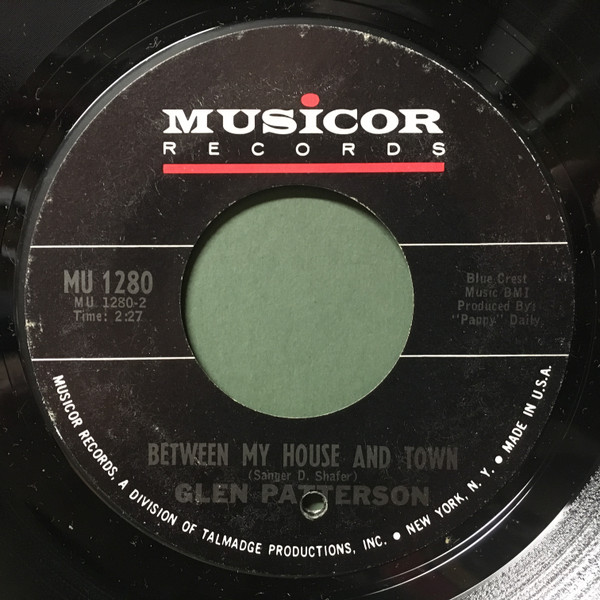 MUSiCOR
RECORDS
MU 1280
MU 1280-2
Time: 2:27
Blue Crest
Music BMI
Produced By:
"Pappy" Daily
BETWEEN MY HOUSE AND TOWN
(Sanger D. Shafer)
GLEN PATTERSON
MUSICOR RECORDS, A DIVISION OF TALMADGE PRODUCTIONS, INC. ● NEW YORK, N. Y. ● MADE IN U.S.A.